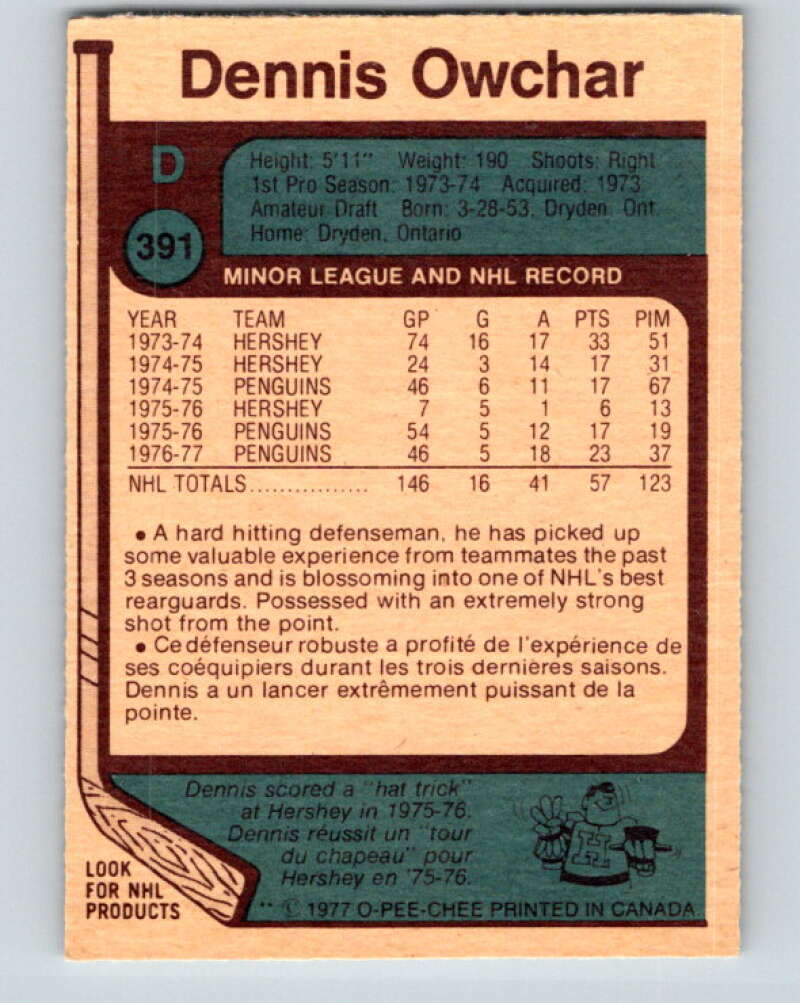 Dennis Owchar
D
Height: 5'11" Weight: 190 Shoots: Right
1st Pro Season: 1973-74 Acquired: 1973
Amateur Draft Born: 3-28-53, Dryden, Ont.
Home: Dryden, Ontario
391
MINOR LEAGUE AND NHL RECORD
YEAR TEAM GP G A PTS PIM
1973-74 HERSHEY 74 16 17 33 51
1974-75 HERSHEY 24 3 14 17 31
1974-75 PENGUINS 46 6 11 17 67
1975-76 HERSHEY 7 5 1 6 13
1975-76 PENGUINS 54 5 12 17 19
1976-77 PENGUINS 46 5 18 23 37
NHL TOTALS................ 146 16 41 57 123
• A hard hitting defenseman, he has picked up
some valuable experience from teammates the past
3 seasons and is blossoming into one of NHL's best
rearguards. Possessed with an extremely strong
shot from the point.
• Ce défenseur robuste a profité de l'expérience de
ses coéquipiers durant les trois dernières saisons.
Dennis a un lancer extrêmement puissant de la
pointe.
Dennis scored a "hat trick"
at Hershey in 1975-76.
Dennis réussit un "tour
du chapeau" pour
Hershey en '75-76.
H
LOOK
FOR NHL
PRODUCTS
** © 1977 O-PEE-CHEE PRINTED IN CANADA